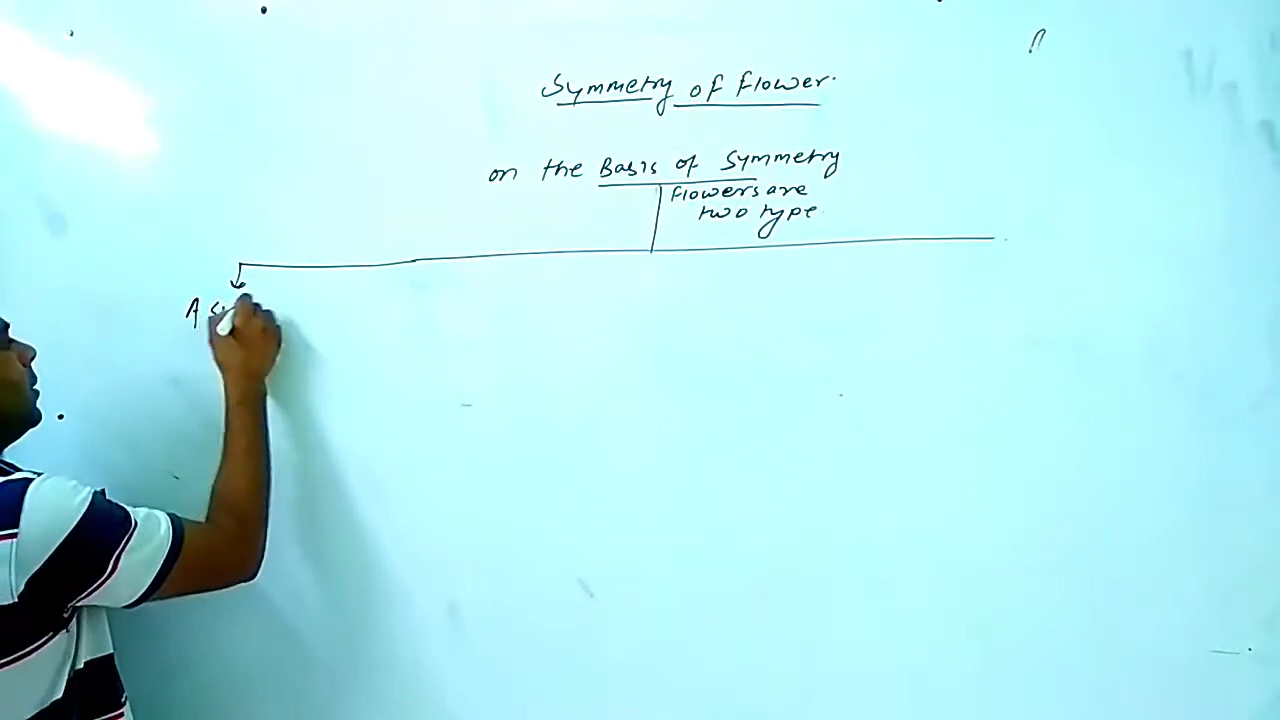 Symmetry of flower.
on the Basis of Symmetry
flowers are
two type